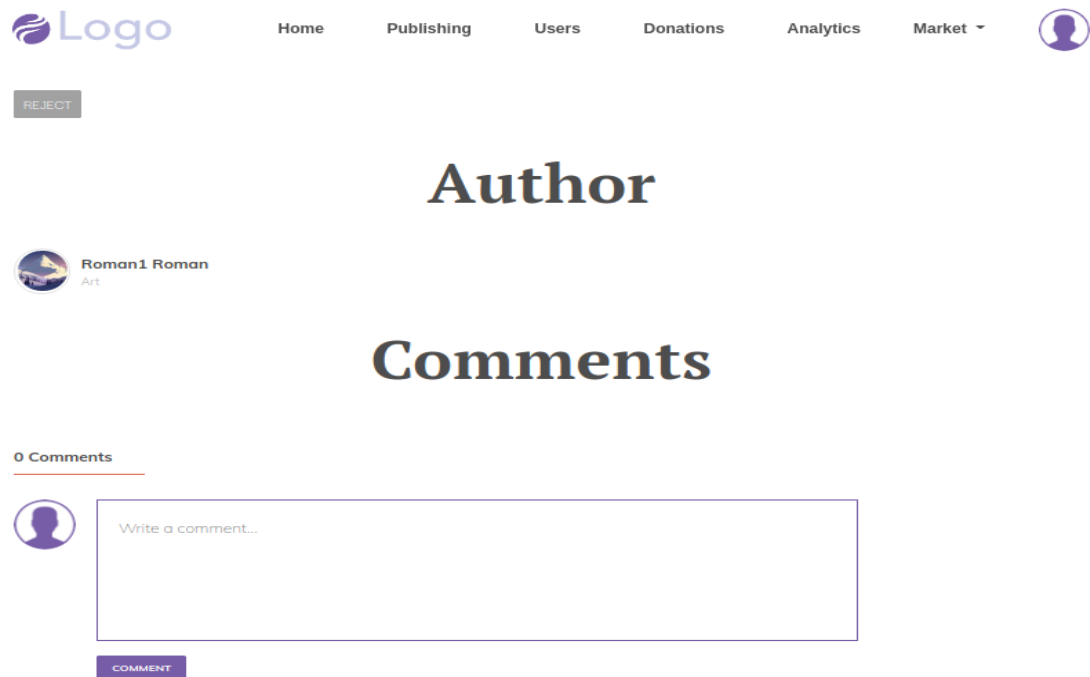 Logo Home Publishing Users Donations Analytics Market
REJECT
Author
Roman1 Roman
Art
Comments
0 Comments
Write a comment...
COMMENT